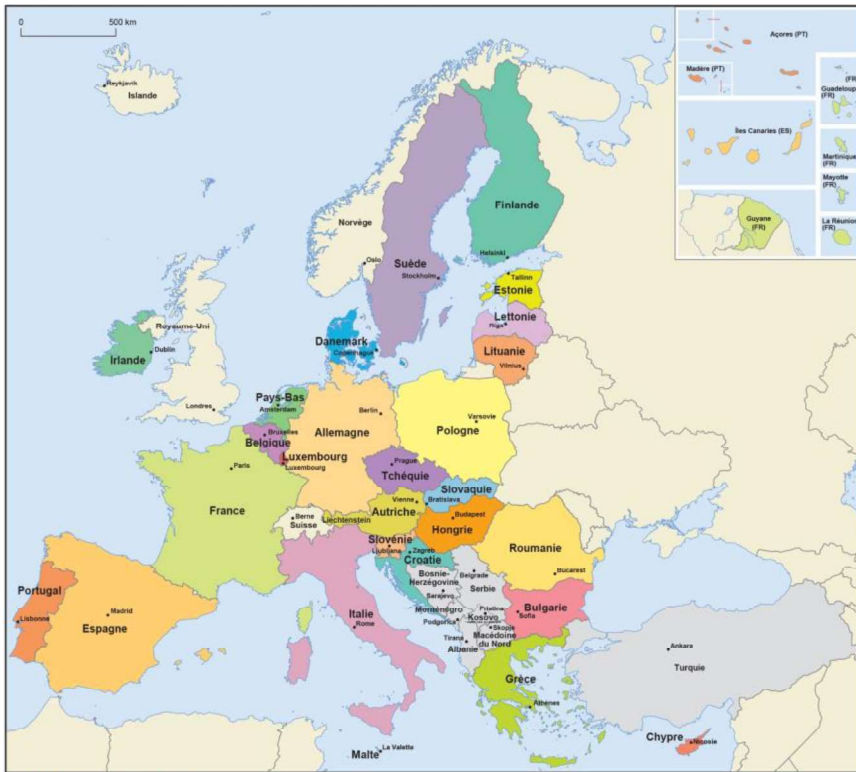 0 500 km
Reykjavik
Islande
Açores (PT)
Madère (PT)
(FR)
Guadeloupe
(FR)
Îles Canaries (ES)
Martinique
(FR)
Mayotte
(FR)
Guyane
(FR)
La Réunion
(FR)
Finlande
Norvège
Helsinki
Oslo
Suède
Stockholm
Tallinn
Estonie
Lettonie
Riga
Royaume-Uni
Danemark
Copenhague
Lituanie
Vilnius
Dublin
Irlande
Pays-Bas
Amsterdam
Londres
Berlin
Varsovie
Pologne
Allemagne
Bruxelles
Belgique
Luxembourg
Luxembourg
Paris
Prague
Tchéquie
Slovaquie
Bratislava
Vienne
Autriche
France
Berne
Suisse
Liechtenstein
Budapest
Hongrie
Slovénie
Ljubljana
Zagreb
Croatie
Roumanie
Bucarest
Bosnie-
Herzégovine
Sarajevo
Belgrade
Serbie
Portugal
Lisbonne
Madrid
Espagne
Italie
Rome
Monténégro
Podgorica
Pristina
Kosovo
Bulgarie
Sofia
Skopje
Macédoine
du Nord
Tirana
Albanie
Ankara
Turquie
Grèce
Athènes
Malte
La Valette
Chypre
Nicosie